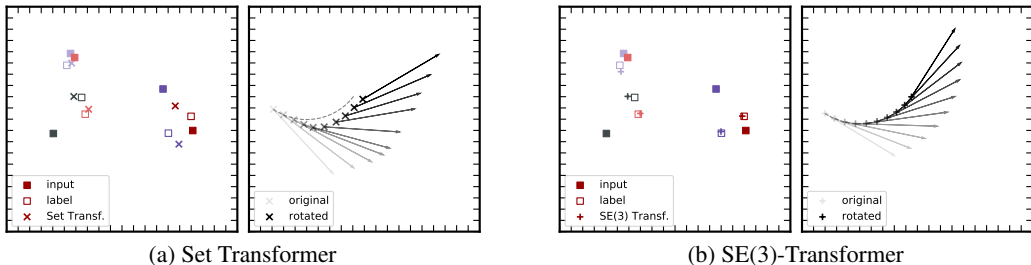 input
label
Set Transf.
original
rotated
input
label
SE(3) Transf.
original
rotated
(a) Set Transformer
(b) SE(3)-Transformer